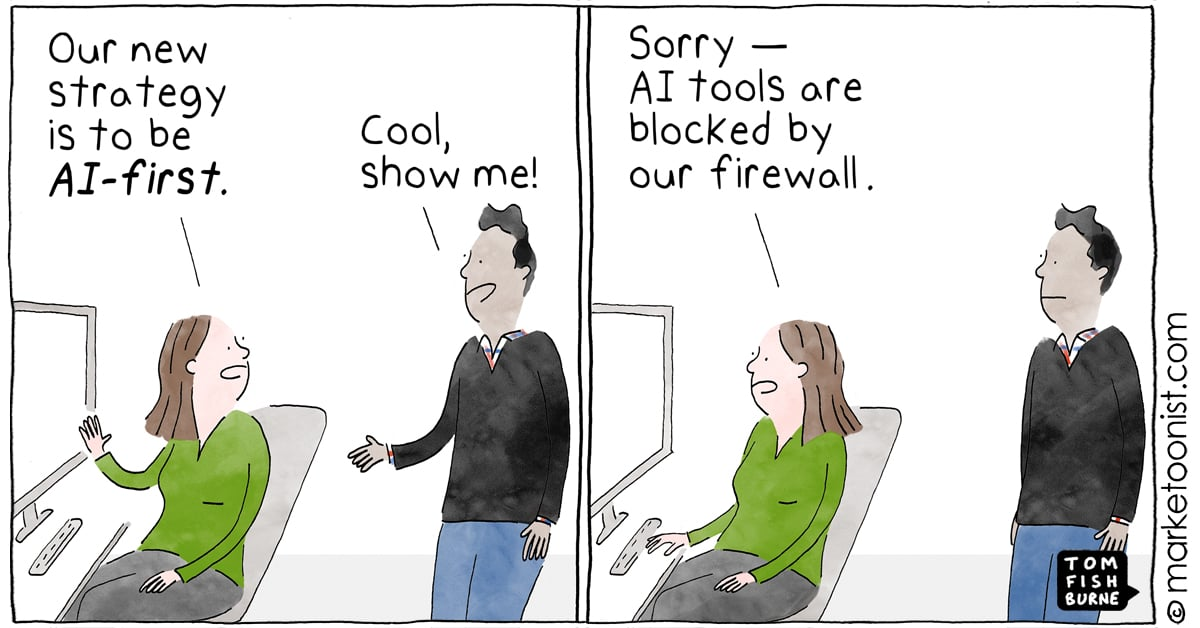 Our new
strategy
is to be
AI-first.
Cool,
show me!
Sorry —
AI tools are
blocked by
our firewall.
TOM
FISH
BURNE
© marketoonist.com